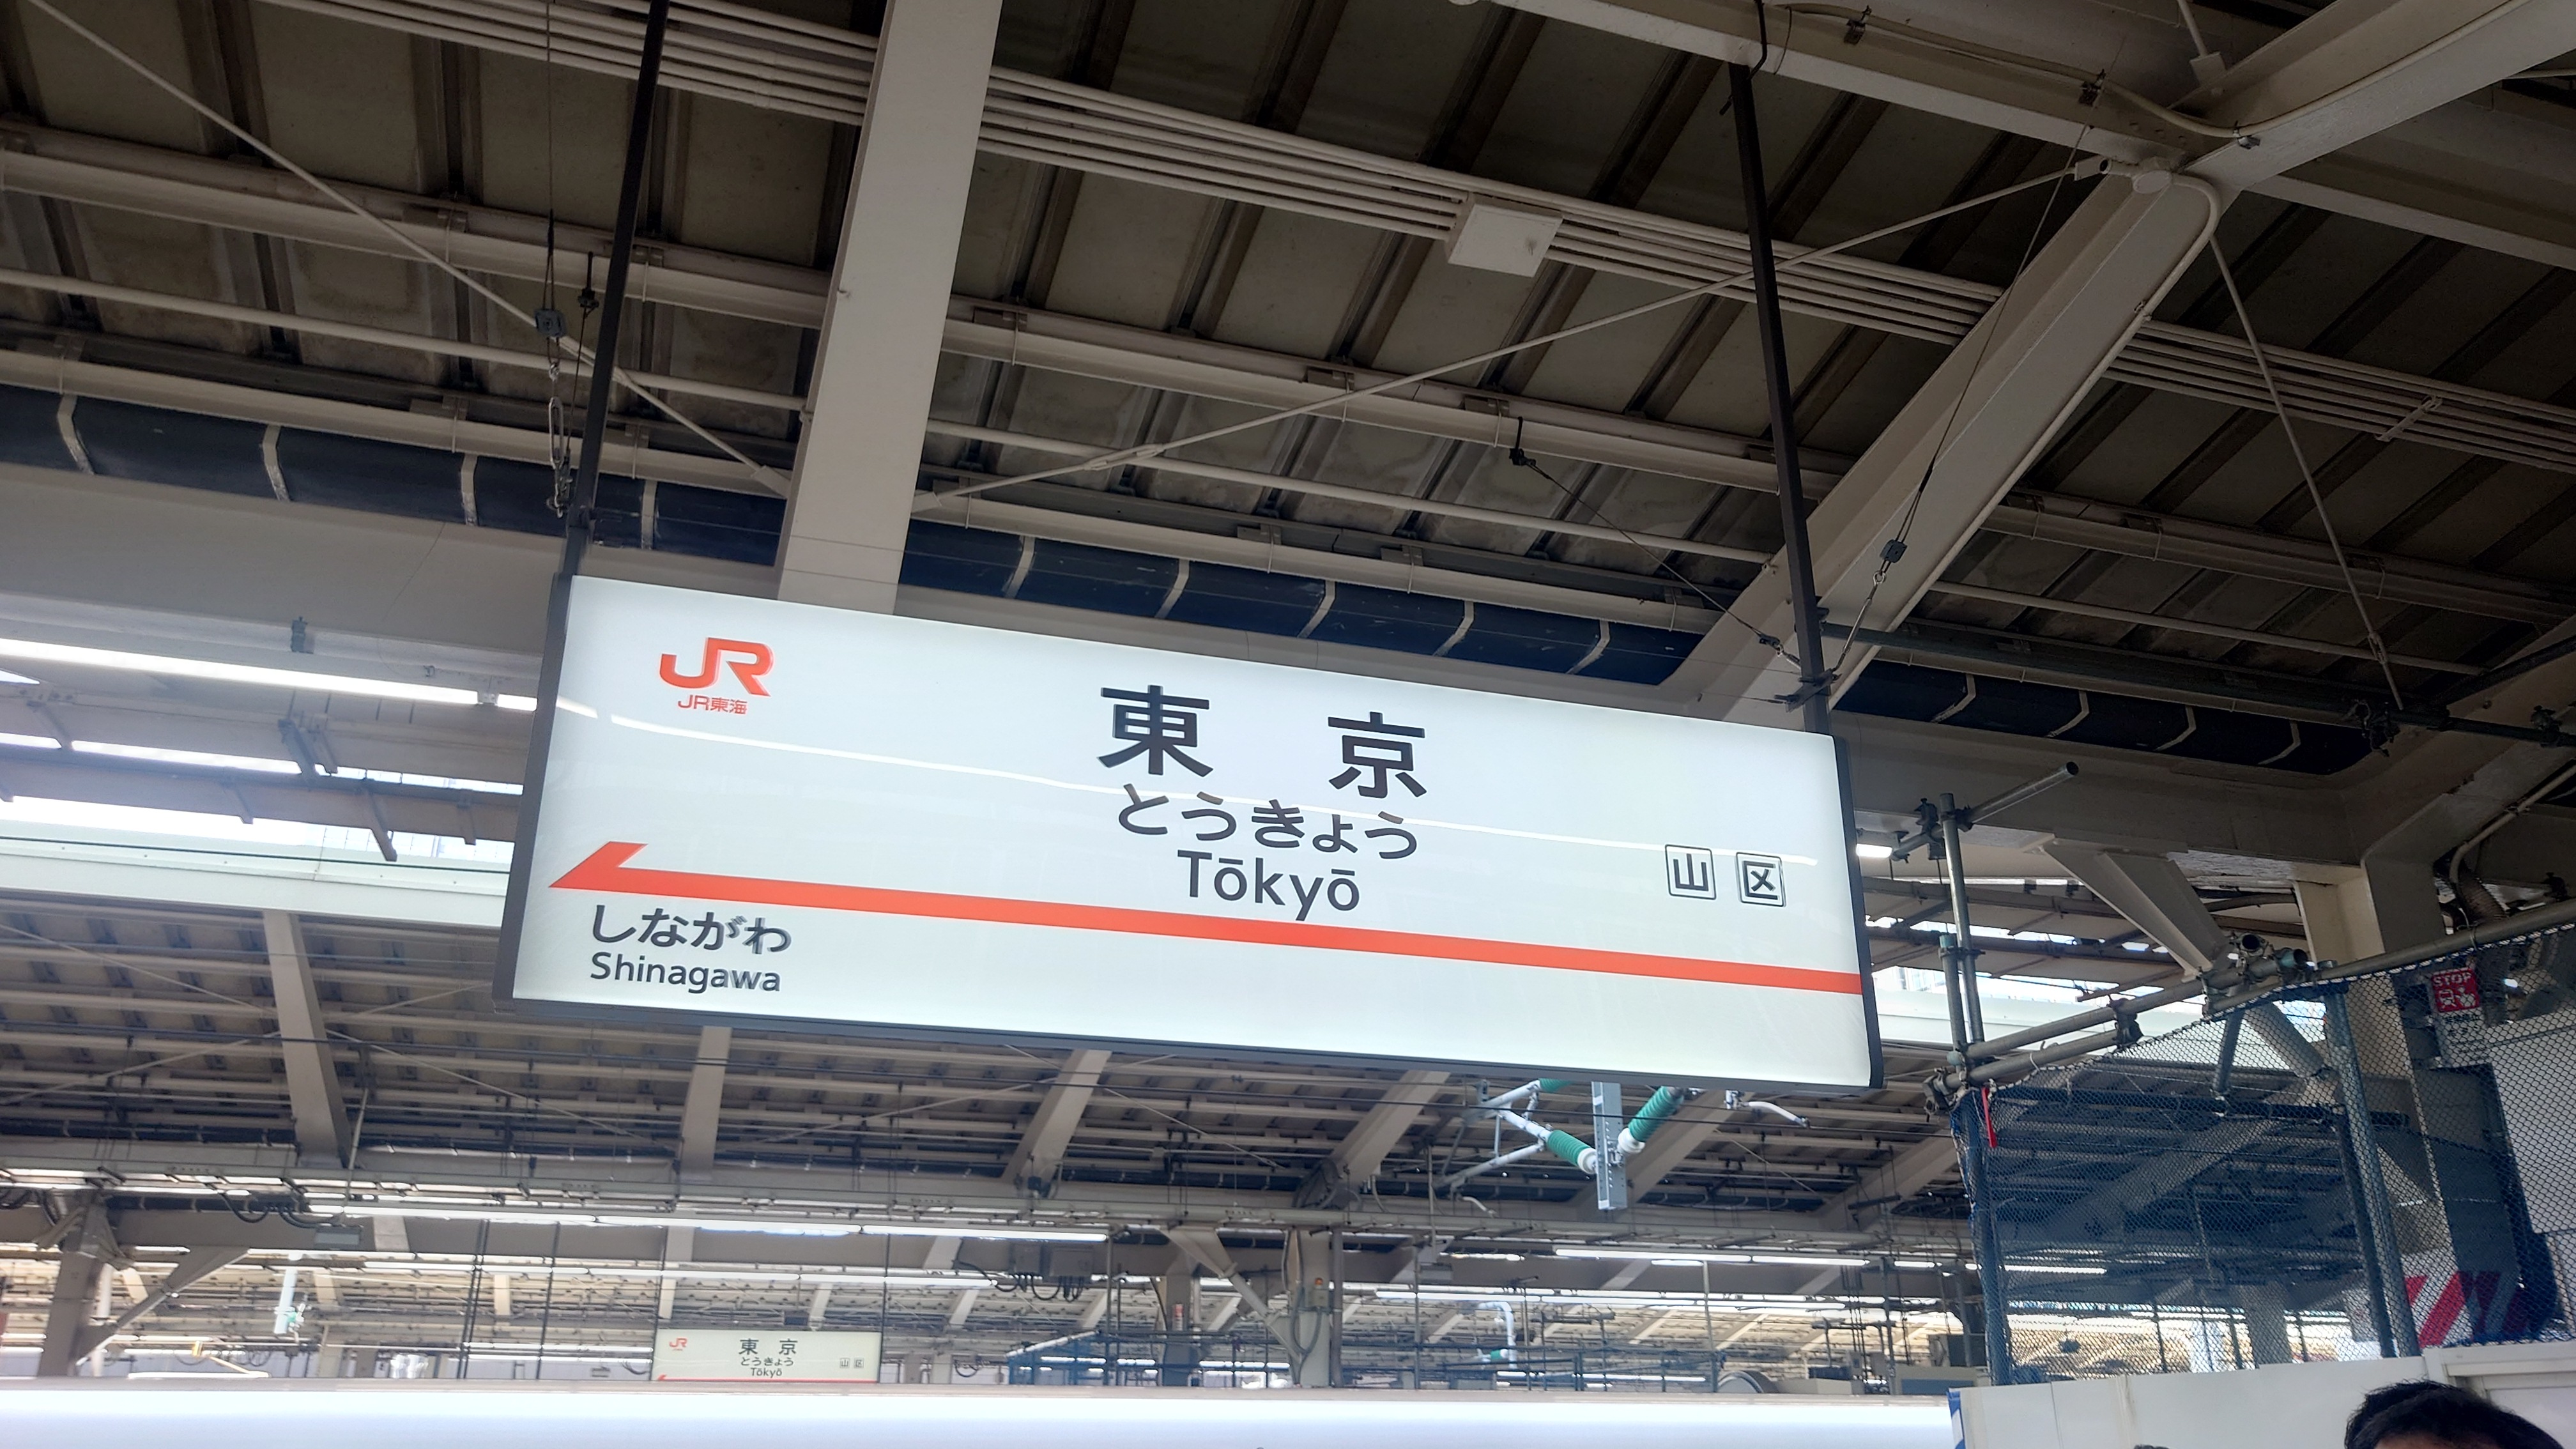 JR
JR東海
東京
とうきょう
Tōkyō
山 区
しながわ
Shinagawa
STOP
JR
東京
とうきょう
山 区
Tōkyō